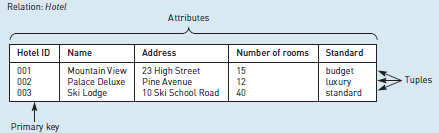 Relation: Hotel
Attributes
Hotel ID Name Address Number of rooms Standard
001 Mountain View 23 High Street 15 budget
002 Palace Deluxe Pine Avenue 12 luxury
003 Ski Lodge 10 Ski School Road 40 standard
Tuples
Primary key